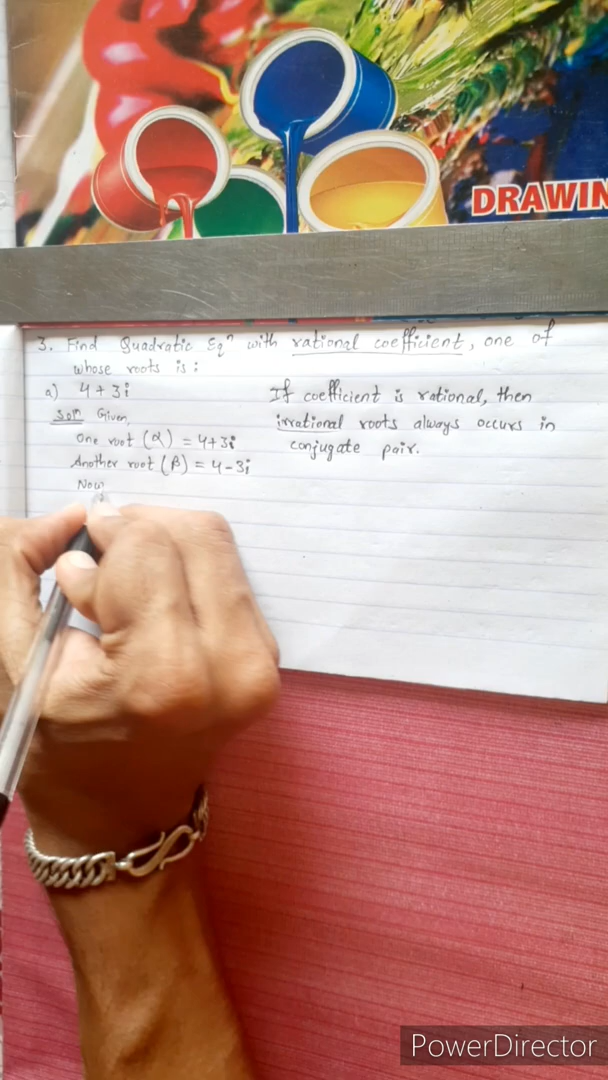 DRAWIN
3. Find Quadratic Eqⁿ with rational coefficient, one of
whose roots is :
a) 4 + 3i
Solⁿ Given,
One root (α) = 4+3i
Another root (β) = 4-3i
Now
If coefficient is rational, then
irrational roots always occurs in
conjugate pair.
PowerDirector